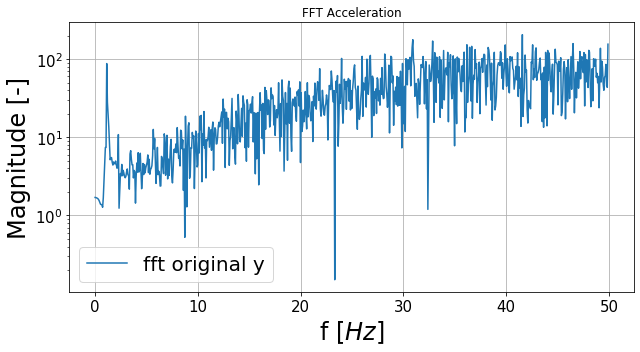 FFT Acceleration
Magnitude [-]
10²
10¹
10⁰
fft original y
0 10 20 30 40 50
f [Hz]